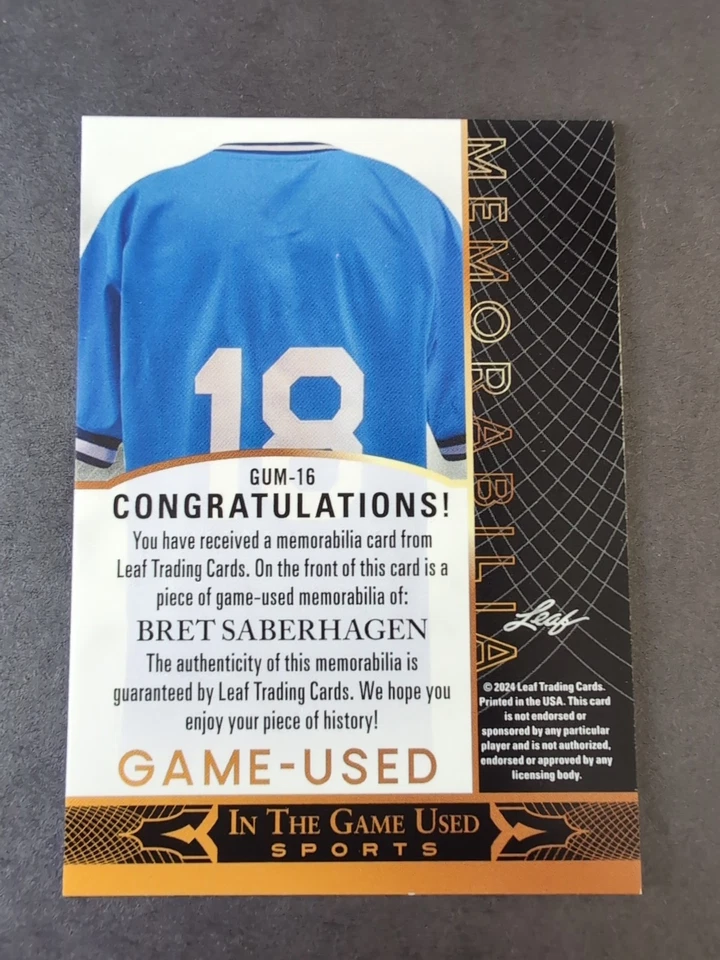 18
GUM-16
CONGRATULATIONS!
You have received a memorabilia card from
Leaf Trading Cards. On the front of this card is a
piece of game-used memorabilia of:
BRET SABERHAGEN
The authenticity of this memorabilia is
guaranteed by Leaf Trading Cards. We hope you
enjoy your piece of history!
GAME-USED
MEMORABILIA
Leaf
© 2024 Leaf Trading Cards.
Printed in the USA. This card
is not endorsed or
sponsored by any particular
player and is not authorized,
endorsed or approved by any
licensing body.
IN THE GAME USED
SPORTS